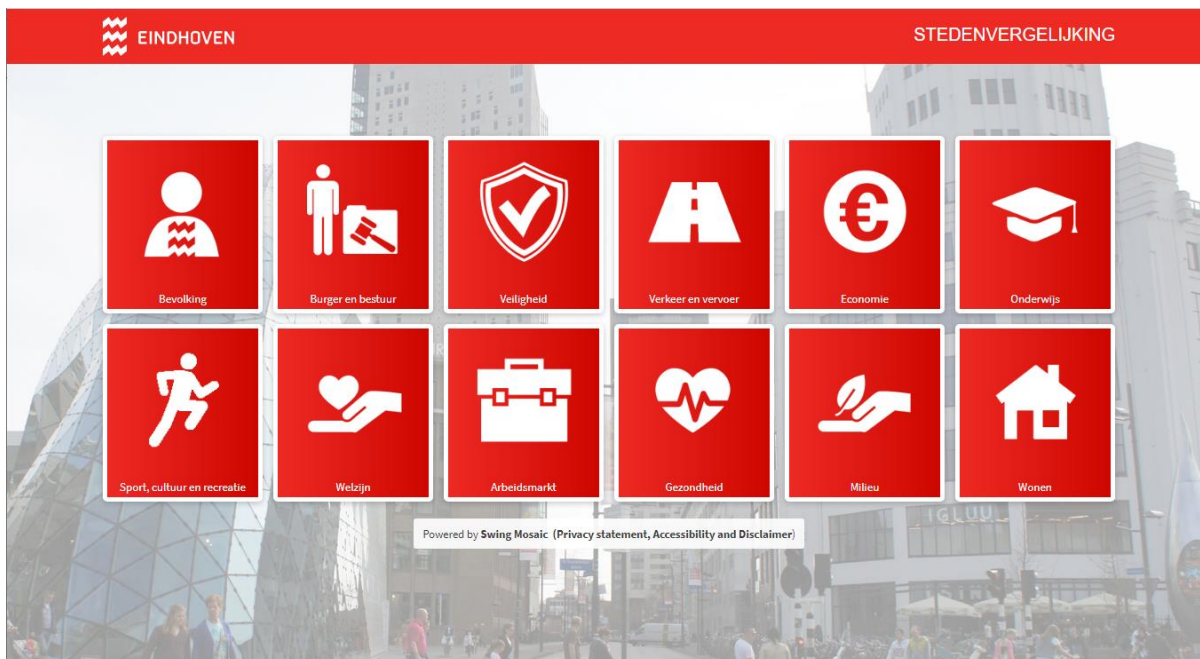 EINDHOVEN
STEDENVERGELIJKING
Bevolking
Burger en bestuur
Veiligheid
Verkeer en vervoer
Economie
Onderwijs
Sport, cultuur en recreatie
Welzijn
Arbeidsmarkt
Gezondheid
Milieu
Wonen
Powered by Swing Mosaic (Privacy statement, Accessibility and Disclaimer)
IGLUU